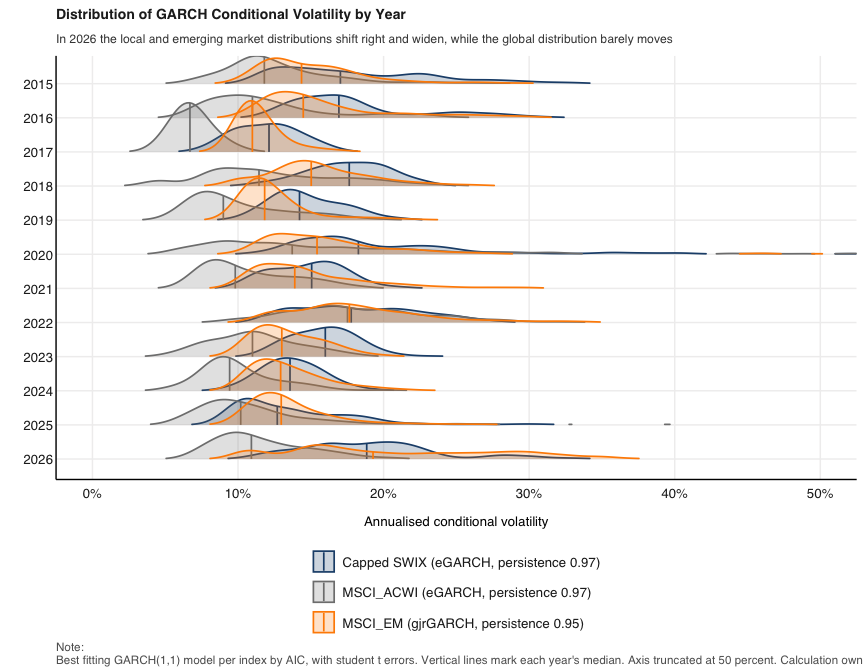 Distribution of GARCH Conditional Volatility by Year
In 2026 the local and emerging market distributions shift right and widen, while the global distribution barely moves
2015
2016
2017
2018
2019
2020
2021
2022
2023
2024
2025
2026
0% 10% 20% 30% 40% 50%
Annualised conditional volatility
Capped SWIX (eGARCH, persistence 0.97)
MSCI_ACWI (eGARCH, persistence 0.97)
MSCI_EM (gjrGARCH, persistence 0.95)
Note:
Best fitting GARCH(1,1) model per index by AIC, with student t errors. Vertical lines mark each year's median. Axis truncated at 50 percent. Calculation own